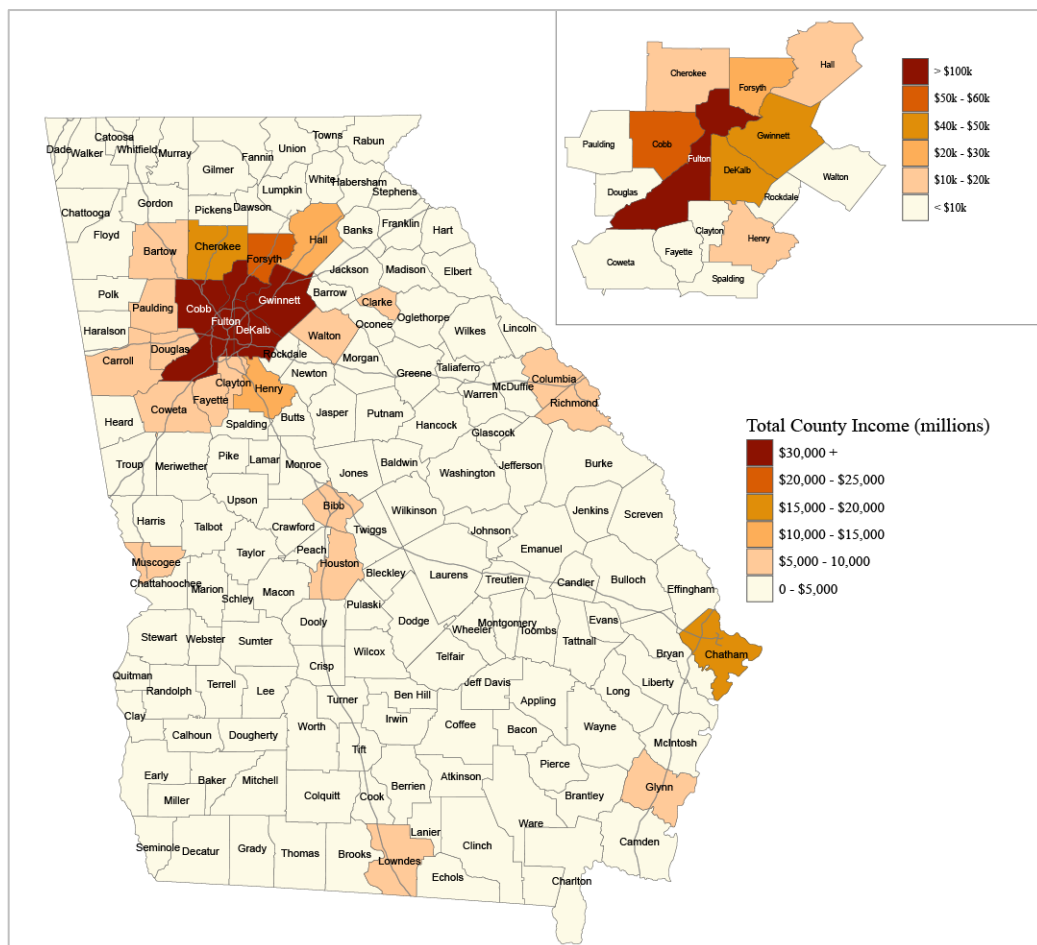 Cherokee
Forsyth
Hall
Paulding
Cobb
Gwinnett
Fulton
DeKalb
Douglas
Rockdale
Walton
Clayton
Henry
Coweta
Fayette
Spalding
> $100k
$50k - $60k
$40k - $50k
$20k - $30k
$10k - $20k
< $10k
Dade
Walker
Catoosa
Whitfield
Murray
Fannin
Union
Towns
Rabun
Gilmer
Lumpkin
White
Habersham
Stephens
Chattooga
Gordon
Pickens
Dawson
Floyd
Bartow
Cherokee
Forsyth
Hall
Banks
Franklin
Hart
Polk
Paulding
Cobb
Gwinnett
Jackson
Madison
Elbert
Barrow
Clarke
Oglethorpe
Haralson
Fulton
DeKalb
Walton
Oconee
Wilkes
Lincoln
Carroll
Douglas
Rockdale
Morgan
Greene
Taliaferro
Columbia
Clayton
Henry
Newton
McDuffie
Warren
Richmond
Coweta
Fayette
Heard
Spalding
Butts
Jasper
Putnam
Hancock
Glascock
Troup
Meriwether
Pike
Lamar
Monroe
Jones
Baldwin
Washington
Jefferson
Burke
Upson
Bibb
Wilkinson
Jenkins
Screven
Harris
Talbot
Crawford
Twiggs
Johnson
Muscogee
Taylor
Peach
Houston
Emanuel
Chattahoochee
Marion
Schley
Macon
Bleckley
Laurens
Treutlen
Candler
Bulloch
Effingham
Pulaski
Stewart
Webster
Sumter
Dooly
Dodge
Wheeler
Montgomery
Toombs
Evans
Tattnall
Bryan
Chatham
Wilcox
Telfair
Crisp
Quitman
Randolph
Terrell
Lee
Turner
Ben Hill
Jeff Davis
Appling
Long
Liberty
Clay
Calhoun
Dougherty
Worth
Irwin
Coffee
Bacon
Wayne
McIntosh
Tift
Early
Baker
Mitchell
Berrien
Atkinson
Pierce
Miller
Colquitt
Cook
Brantley
Glynn
Seminole
Decatur
Grady
Thomas
Brooks
Lowndes
Lanier
Clinch
Ware
Camden
Echols
Charlton
Total County Income (millions)
$30,000 +
$20,000 - $25,000
$15,000 - $20,000
$10,000 - $15,000
$5,000 - 10,000
0 - $5,000